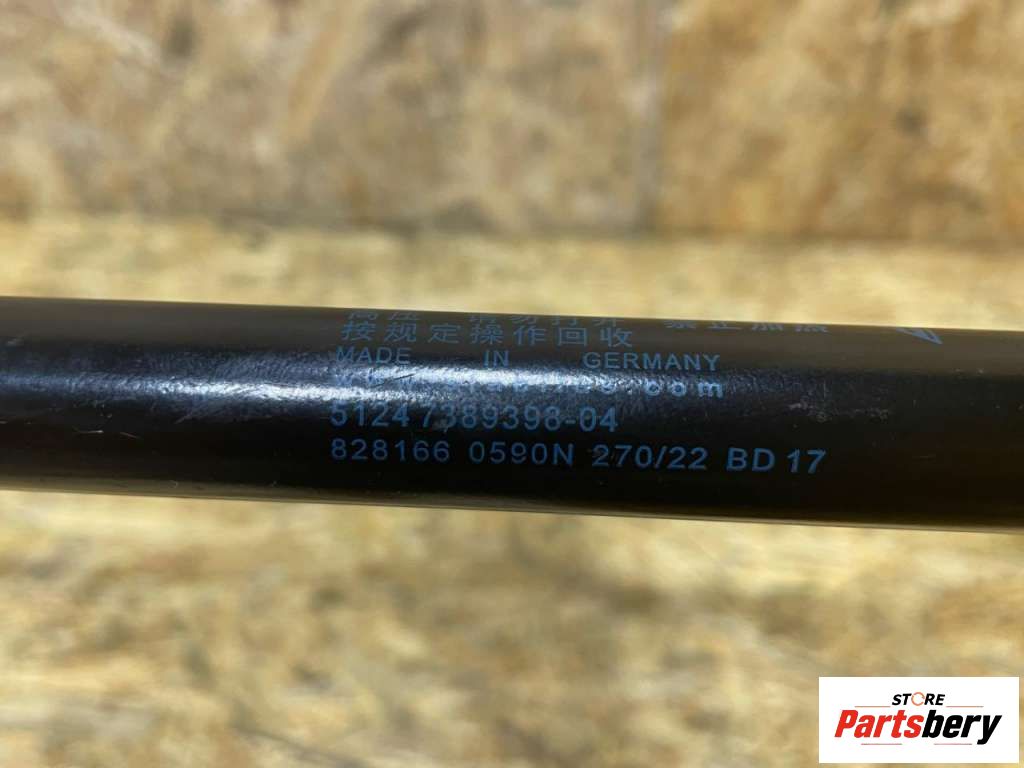 按规定操作回收
MADE IN GERMANY
51247389398-04
828166 0590N 270/22 BD 17
STORE
Partsbery